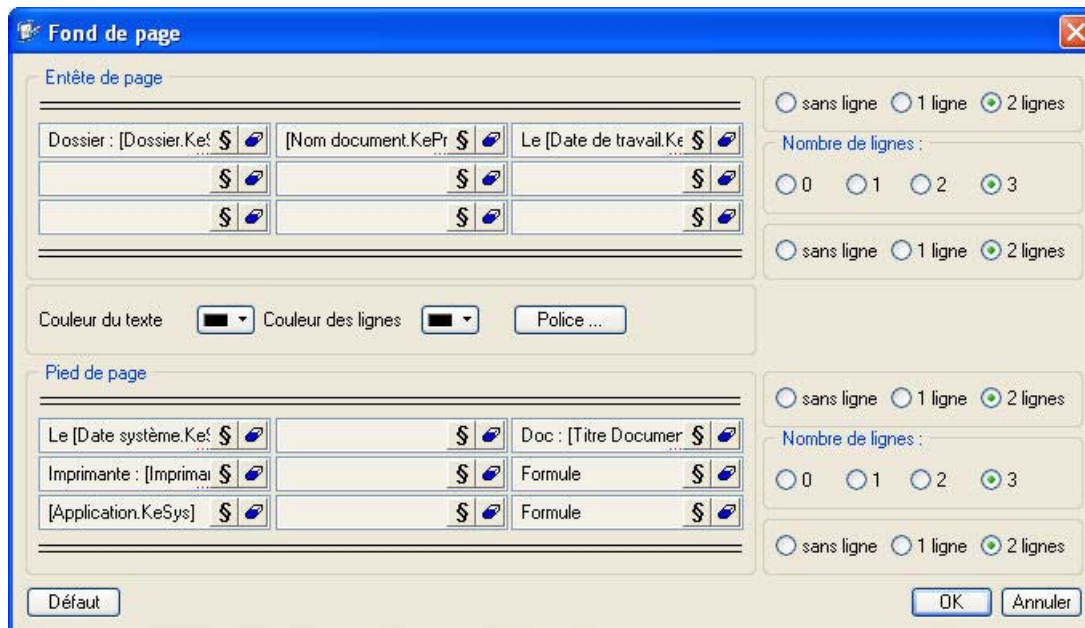 Fond de page
Entête de page
sans ligne 1 ligne 2 lignes
Dossier : [Dossier.KeS § [Nom document.KePr § Le [Date de travail.Ke §
Nombre de lignes :
§ § §
0 1 2 3
§ § §
sans ligne 1 ligne 2 lignes
Couleur du texte Couleur des lignes Police ...
Pied de page
sans ligne 1 ligne 2 lignes
Le [Date système.KeS § § Doc : [Titre Documer §
Nombre de lignes :
Imprimante : [Imprimai § § Formule §
0 1 2 3
[Application.KeSys] § § Formule §
sans ligne 1 ligne 2 lignes
Défaut OK Annuler